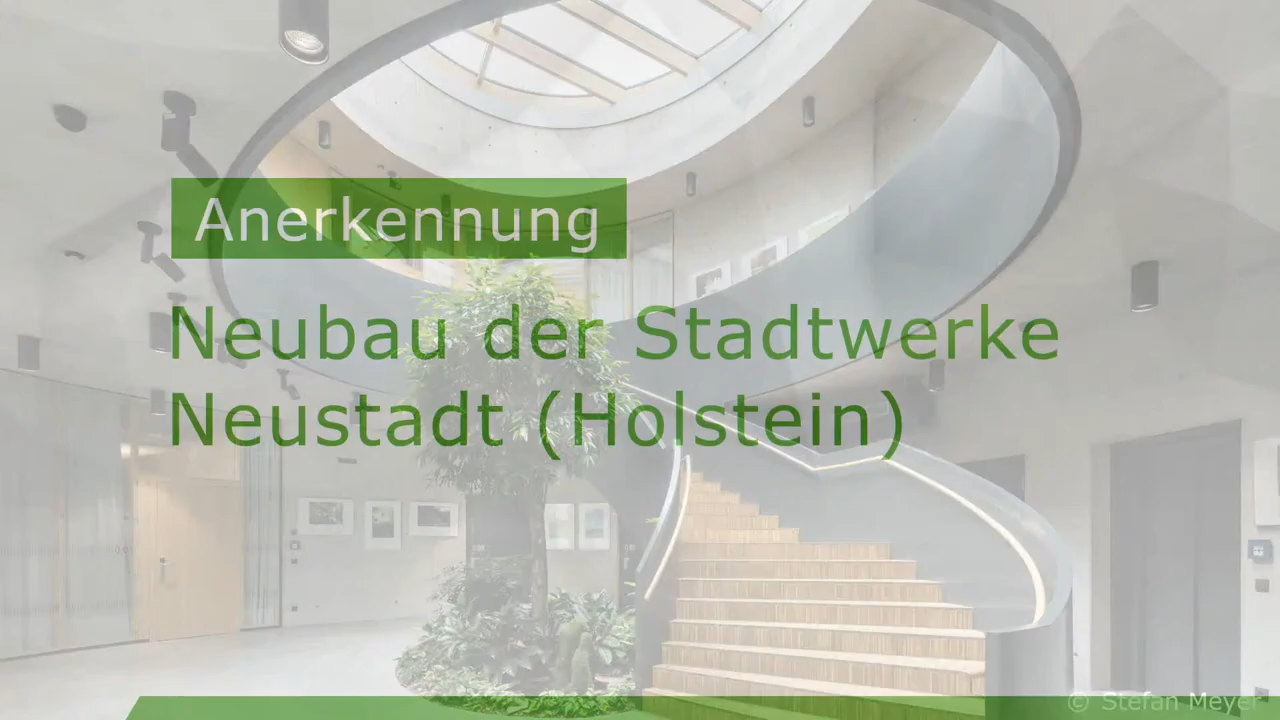 Anerkennung
Neubau der Stadtwerke
Neustadt (Holstein)
© Stefan Meyer